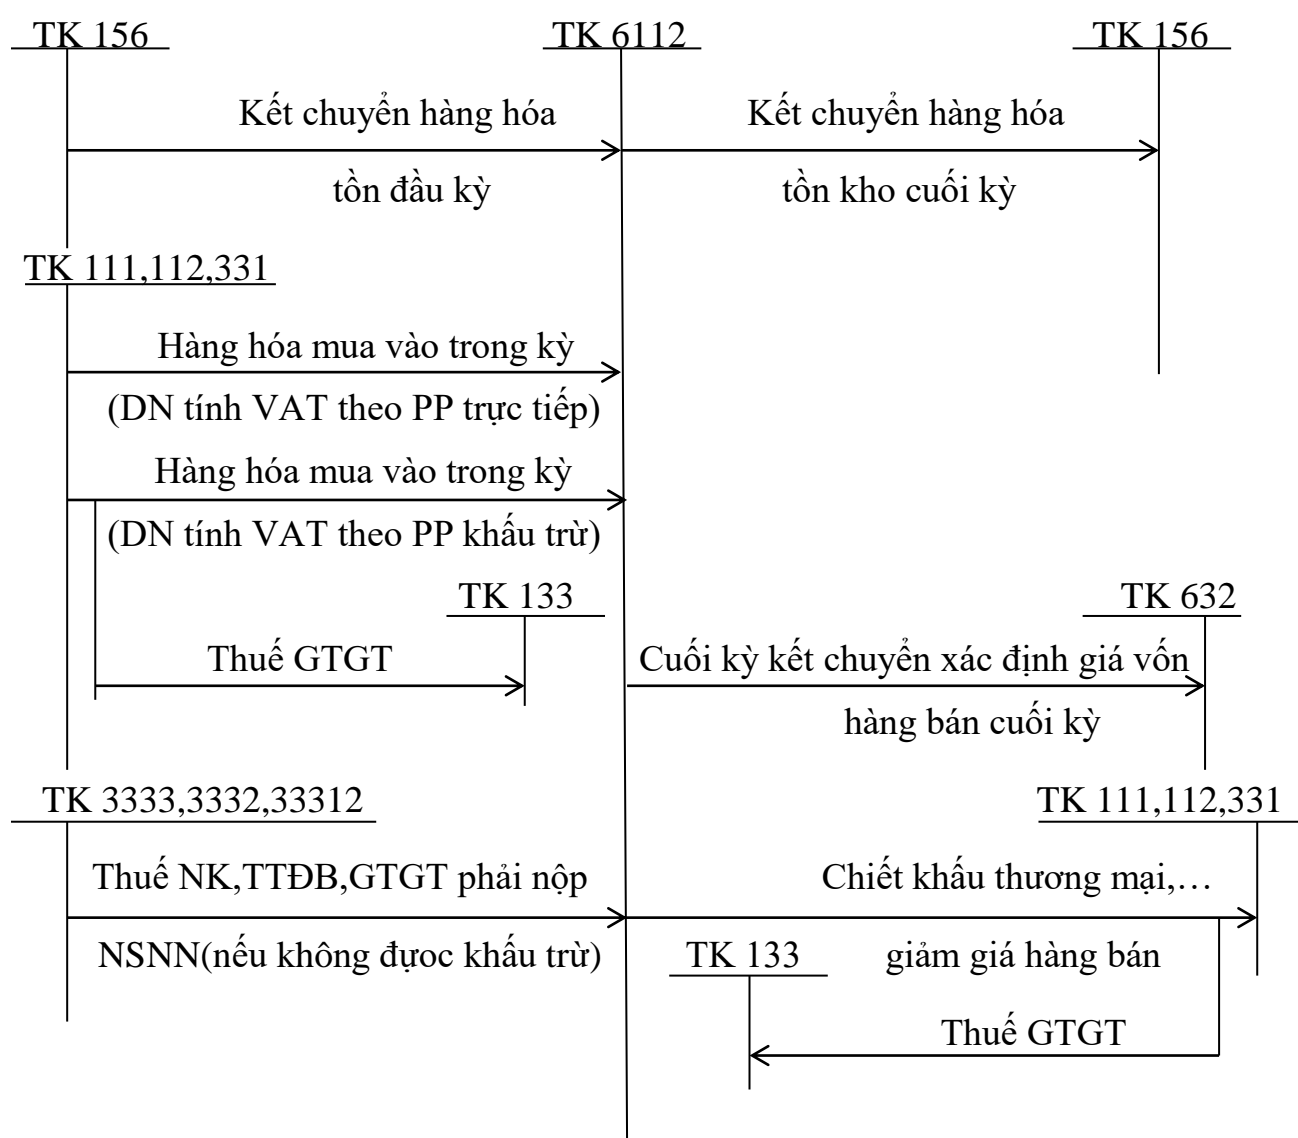 TK 156
TK 6112
TK 156
Kết chuyển hàng hóa
Kết chuyển hàng hóa
tồn đầu kỳ
tồn kho cuối kỳ
TK 111,112,331
Hàng hóa mua vào trong kỳ
(DN tính VAT theo PP trực tiếp)
Hàng hóa mua vào trong kỳ
(DN tính VAT theo PP khấu trừ)
TK 133
TK 632
Thuế GTGT
Cuối kỳ kết chuyển xác định giá vốn
hàng bán cuối kỳ
TK 3333,3332,33312
TK 111,112,331
Thuế NK,TTĐB,GTGT phải nộp
Chiết khấu thương mại,…
NSNN(nếu không đựoc khấu trừ)
TK 133
giảm giá hàng bán
Thuế GTGT